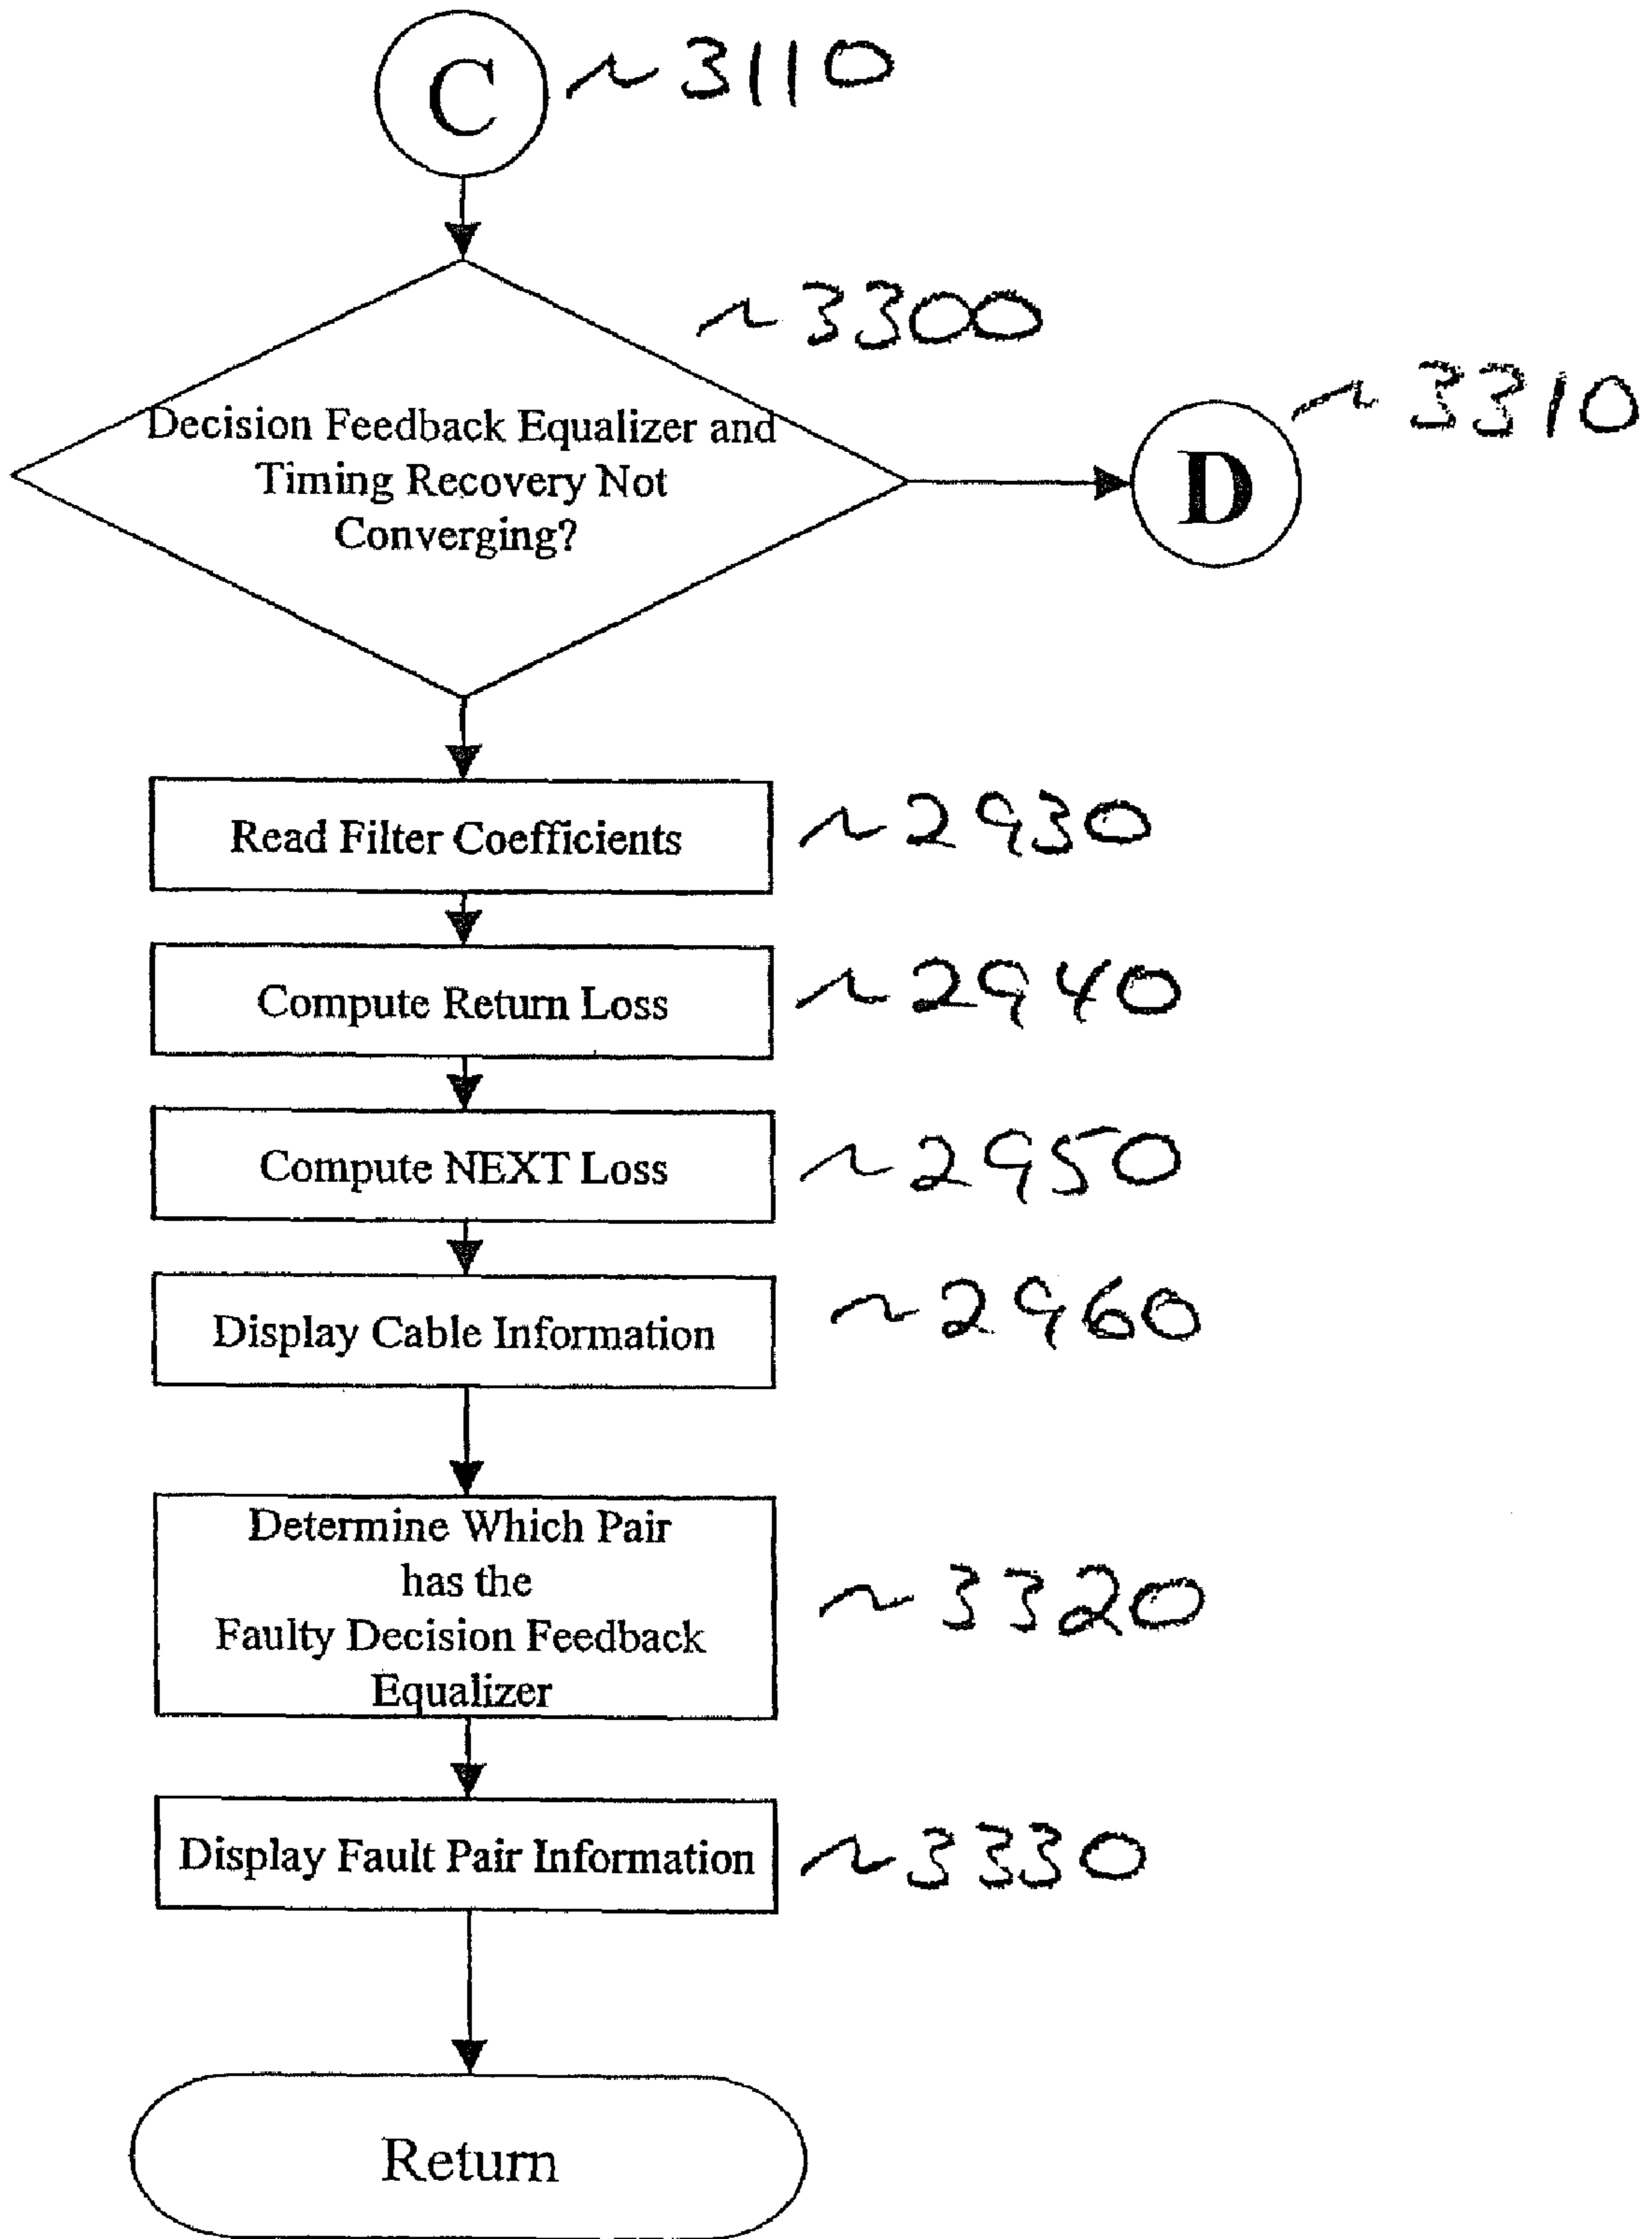 C ~3110
~3300
~3310
Decision Feedback Equalizer and
Timing Recovery Not
Converging?
D
Read Filter Coefficients ~2930
Compute Return Loss ~2940
Compute NEXT Loss ~2950
Display Cable Information ~2960
Determine Which Pair
has the
Faulty Decision Feedback
Equalizer
~3320
Display Fault Pair Information ~3330
Return